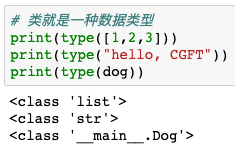 # 类就是一种数据类型
print(type([1,2,3]))
print(type("hello, CGFT"))
print(type(dog))
<class 'list'>
<class 'str'>
<class '__main__.Dog'>